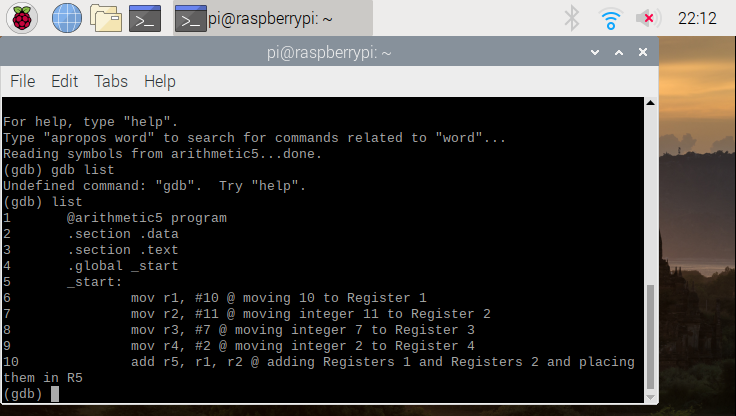 pi@raspberrypi: ~
22:12
pi@raspberrypi: ~
File Edit Tabs Help
For help, type "help".
Type "apropos word" to search for commands related to "word"...
Reading symbols from arithmetic5...done.
(gdb) gdb list
Undefined command: "gdb".  Try "help".
(gdb) list
1       @arithmetic5 program
2       .section .data
3       .section .text
4       .global _start
5       _start:
6               mov r1, #10 @ moving 10 to Register 1
7               mov r2, #11 @ moving integer 11 to Register 2
8               mov r3, #7 @ moving integer 7 to Register 3
9               mov r4, #2 @ moving integer 2 to Register 4
10              add r5, r1, r2 @ adding Registers 1 and Registers 2 and placing
them in R5
(gdb)